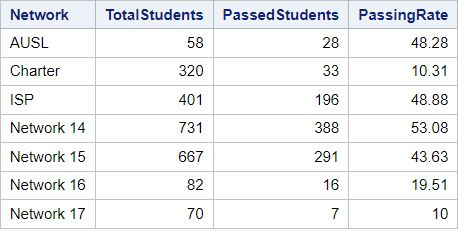 Network TotalStudents PassedStudents PassingRate
AUSL 58 28 48.28
Charter 320 33 10.31
ISP 401 196 48.88
Network 14 731 388 53.08
Network 15 667 291 43.63
Network 16 82 16 19.51
Network 17 70 7 10